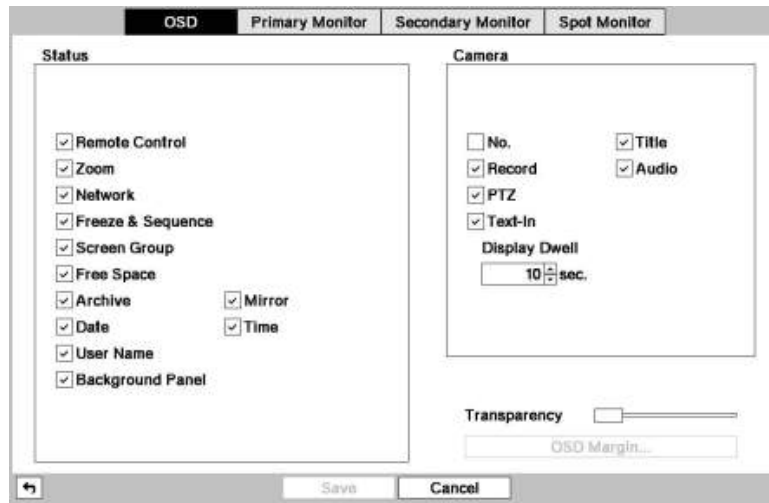 OSD Primary Monitor Secondary Monitor Spot Monitor
Status
Remote Control
Zoom
Network
Freeze & Sequence
Screen Group
Free Space
Archive Mirror
Date Time
User Name
Background Panel
Camera
No. Title
Record Audio
PTZ
Text-In
Display Dwell
10 sec.
Transparency
OSD Margin...
Save Cancel